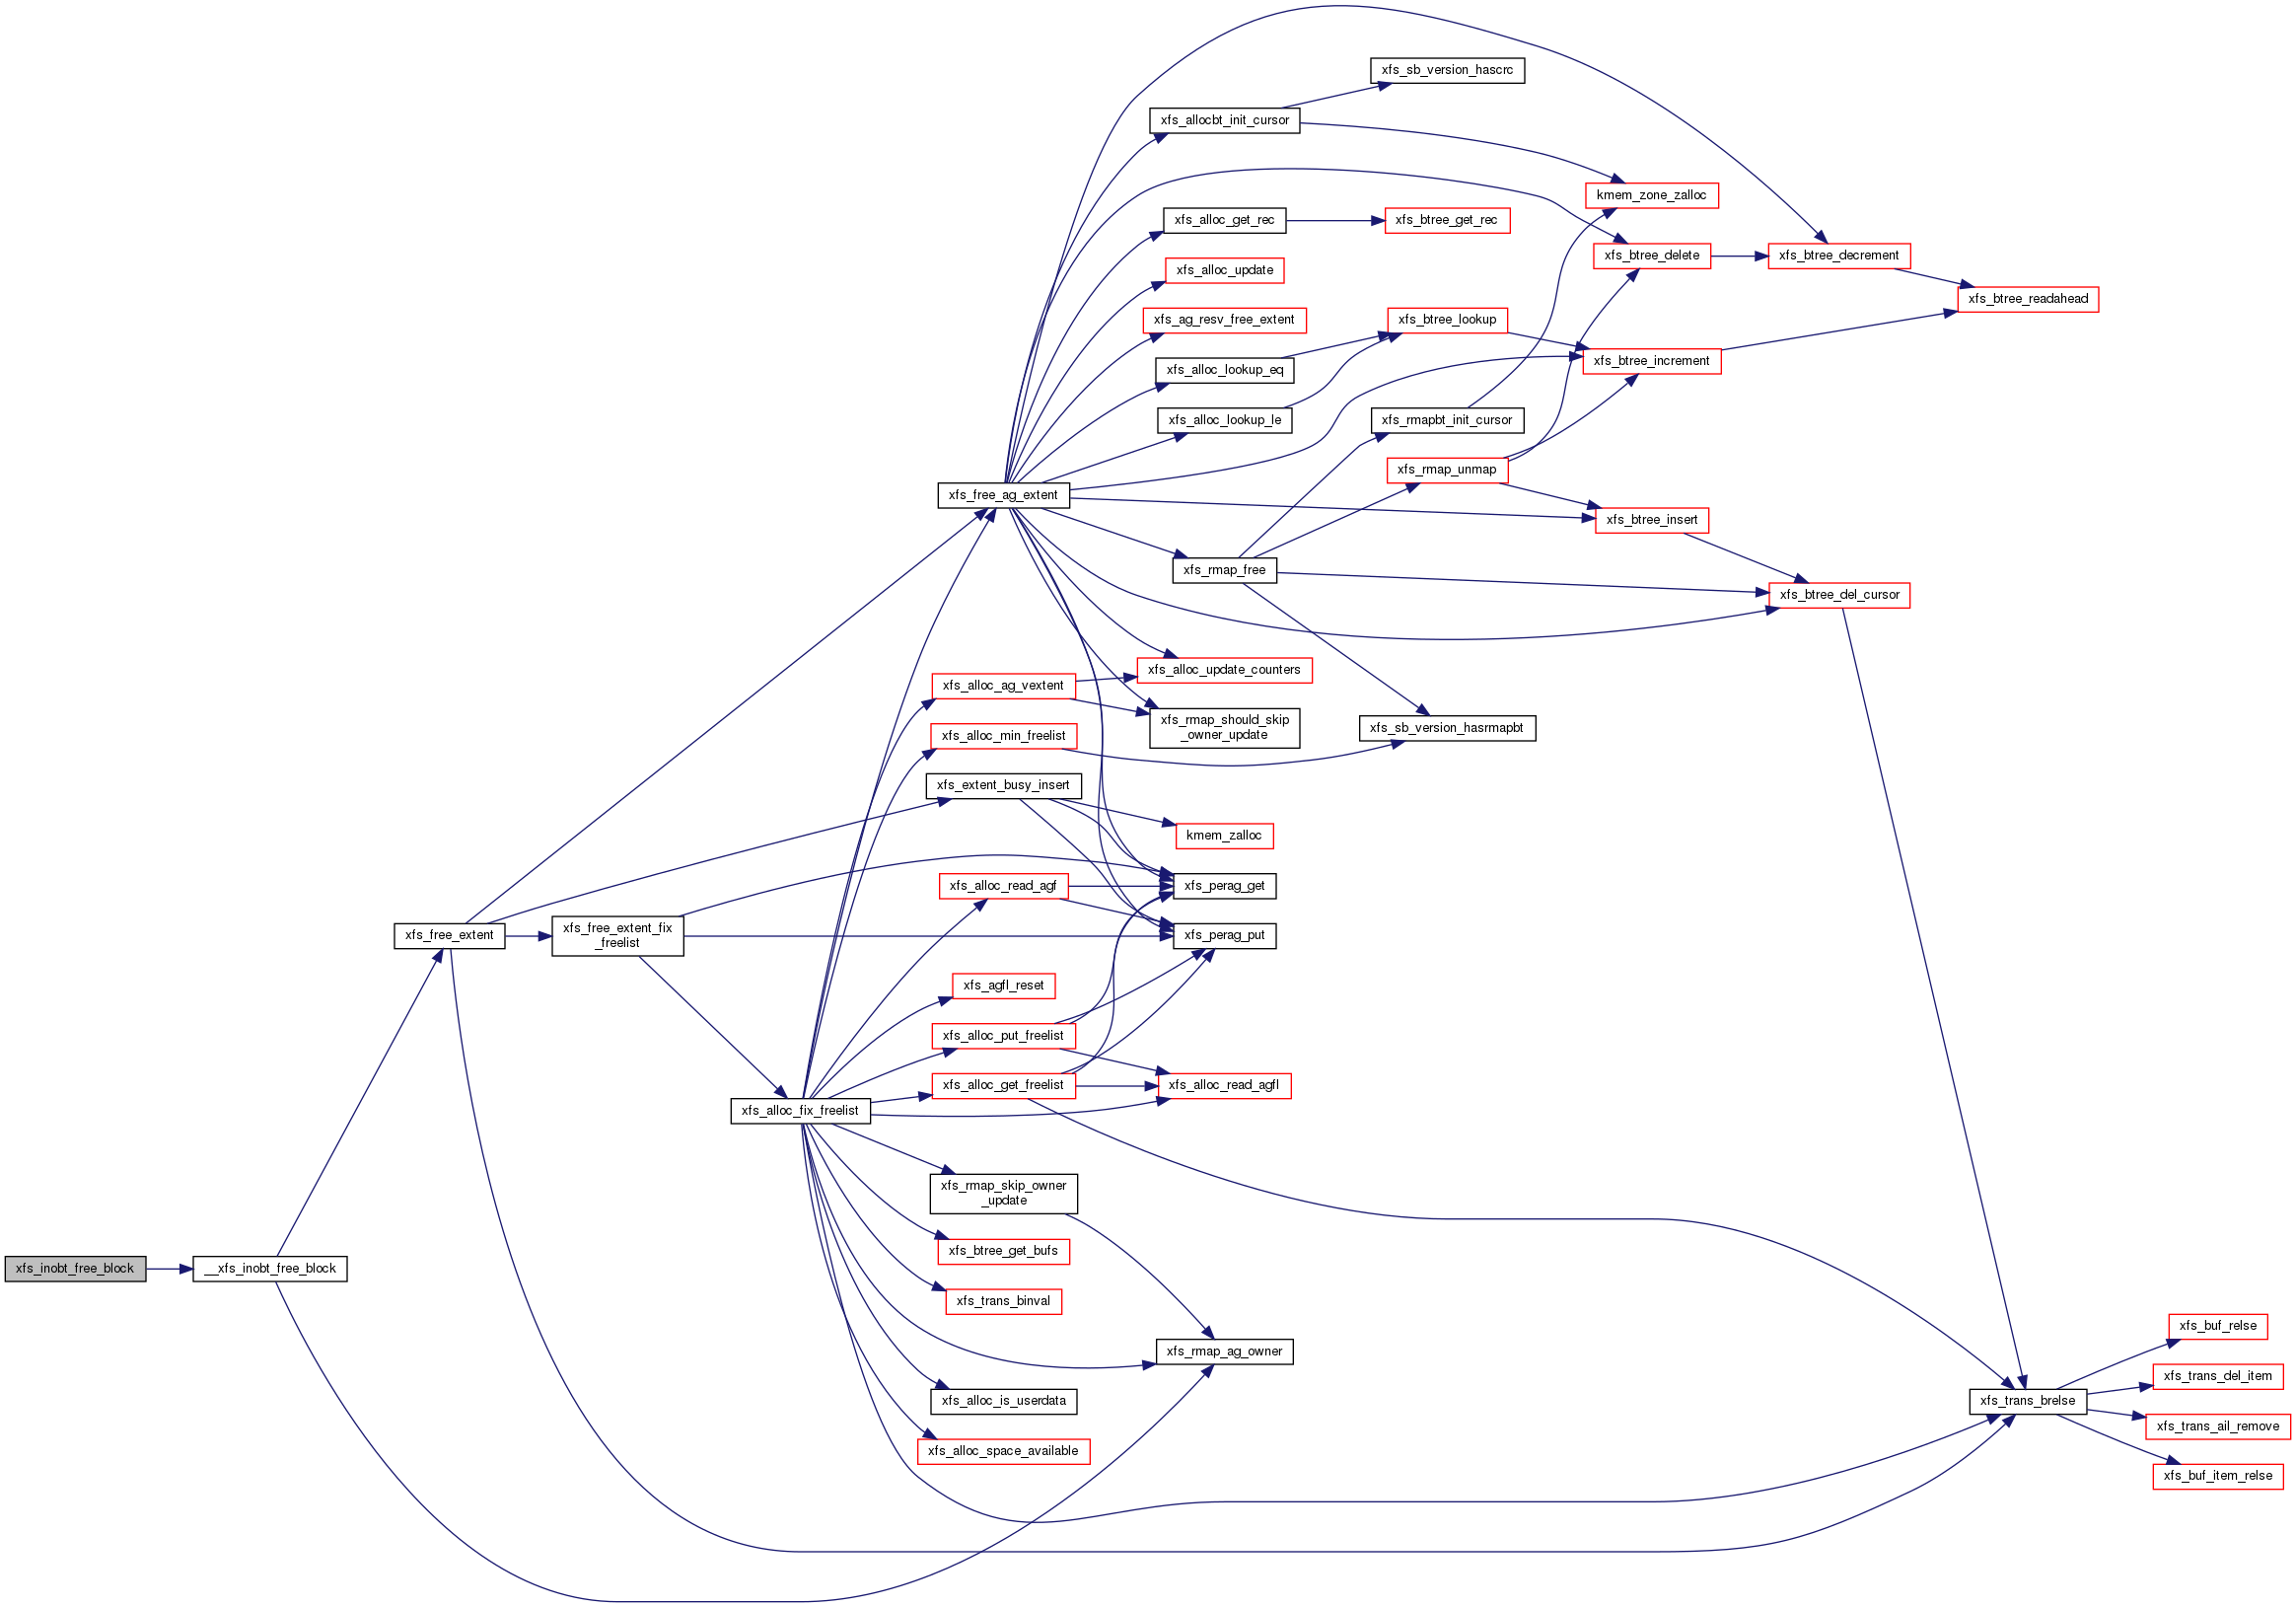 xfs_sb_version_hascrc
xfs_allocbt_init_cursor
kmem_zone_zalloc
xfs_alloc_get_rec
xfs_btree_get_rec
xfs_btree_delete
xfs_btree_decrement
xfs_alloc_update
xfs_btree_readahead
xfs_ag_resv_free_extent
xfs_btree_lookup
xfs_btree_increment
xfs_alloc_lookup_eq
xfs_alloc_lookup_le
xfs_rmapbt_init_cursor
xfs_rmap_unmap
xfs_free_ag_extent
xfs_btree_insert
xfs_rmap_free
xfs_btree_del_cursor
xfs_alloc_update_counters
xfs_alloc_ag_vextent
xfs_rmap_should_skip
_owner_update
xfs_sb_version_hasrmapbt
xfs_alloc_min_freelist
xfs_extent_busy_insert
kmem_zalloc
xfs_alloc_read_agf
xfs_perag_get
xfs_free_extent
xfs_free_extent_fix
_freelist
xfs_perag_put
xfs_agfl_reset
xfs_alloc_put_freelist
xfs_alloc_get_freelist
xfs_alloc_read_agfl
xfs_alloc_fix_freelist
xfs_rmap_skip_owner
_update
xfs_btree_get_bufs
xfs_inobt_free_block
__xfs_inobt_free_block
xfs_trans_binval
xfs_buf_relse
xfs_rmap_ag_owner
xfs_trans_del_item
xfs_alloc_is_userdata
xfs_trans_brelse
xfs_trans_ail_remove
xfs_alloc_space_available
xfs_buf_item_relse